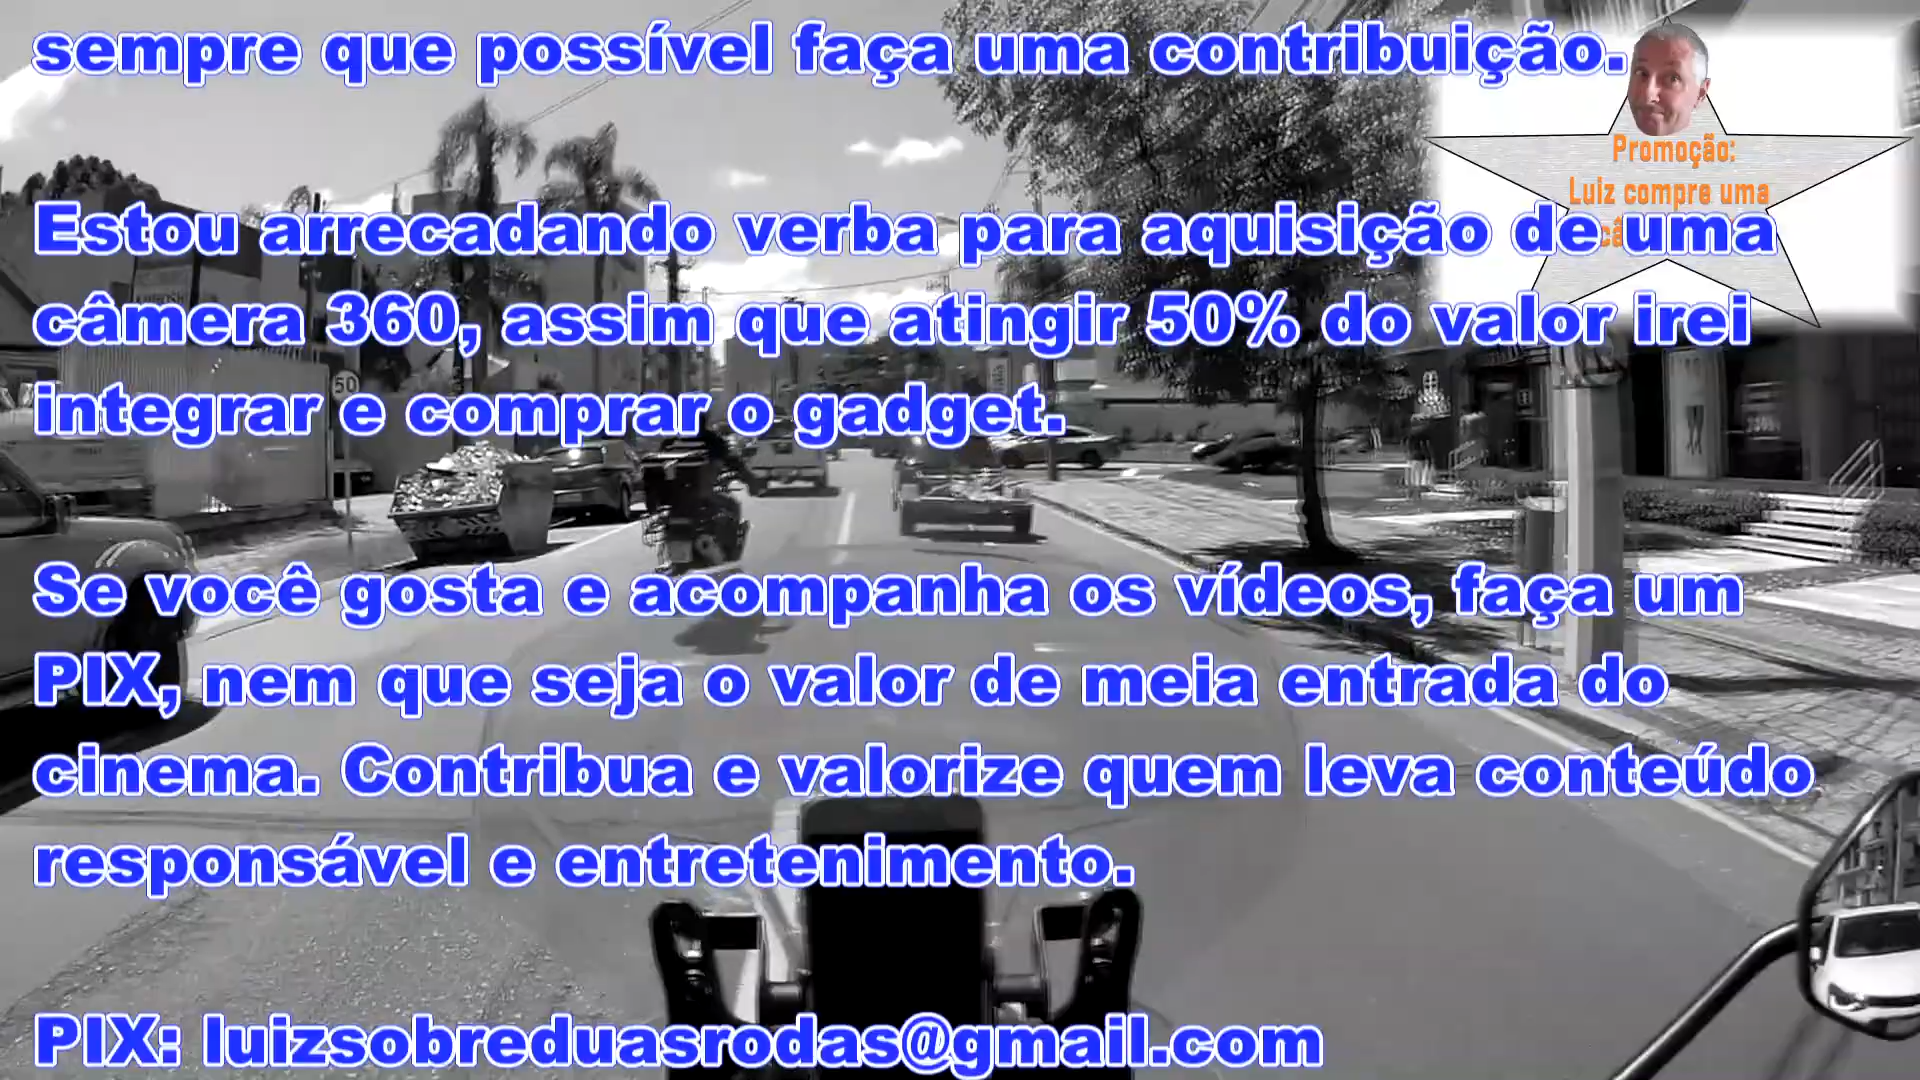 sempre que possível faça uma contribuição.
Promoção:
Luiz compre uma
Estou arrecadando verba para aquisição de uma
câmera 360, assim que atingir 50% do valor irei
integrar e comprar o gadget.
50
Se você gosta e acompanha os vídeos, faça um
PIX, nem que seja o valor de meia entrada do
cinema. Contribua e valorize quem leva conteúdo
responsável e entretenimento.
PIX: luizsobreduasrodas@gmail.com